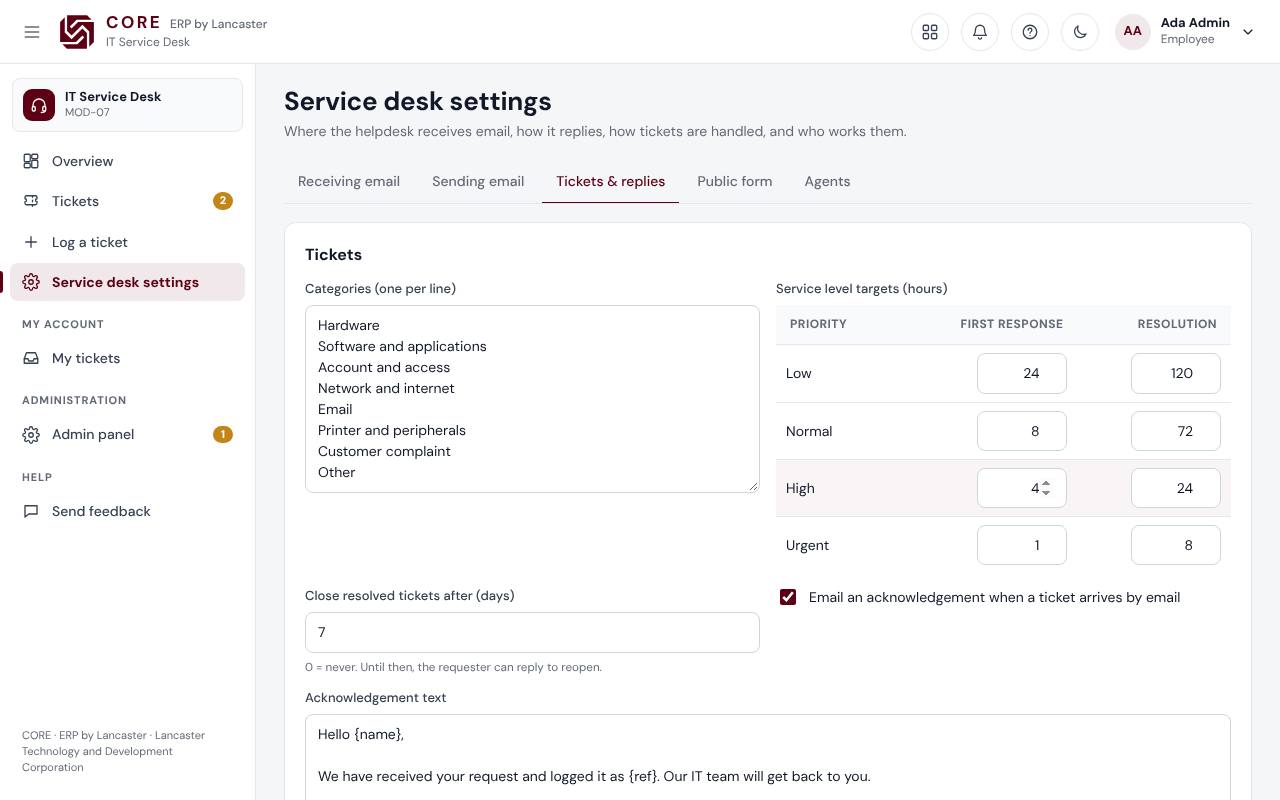 CORE ERP by Lancaster
IT Service Desk
AA
Ada Admin
Employee
IT Service Desk
MOD-07
Overview
Tickets 2
Log a ticket
Service desk settings
MY ACCOUNT
My tickets
ADMINISTRATION
Admin panel 1
HELP
Send feedback
CORE · ERP by Lancaster · Lancaster
Technology and Development
Corporation
Service desk settings
Where the helpdesk receives email, how it replies, how tickets are handled, and who works them.
Receiving email Sending email Tickets & replies Public form Agents
Tickets
Categories (one per line)
Hardware
Software and applications
Account and access
Network and internet
Email
Printer and peripherals
Customer complaint
Other
Service level targets (hours)
PRIORITY FIRST RESPONSE RESOLUTION
Low 24 120
Normal 8 72
High 4 24
Urgent 1 8
Close resolved tickets after (days)
7
0 = never. Until then, the requester can reply to reopen.
Email an acknowledgement when a ticket arrives by email
Acknowledgement text
Hello {name},
We have received your request and logged it as {ref}. Our IT team will get back to you.